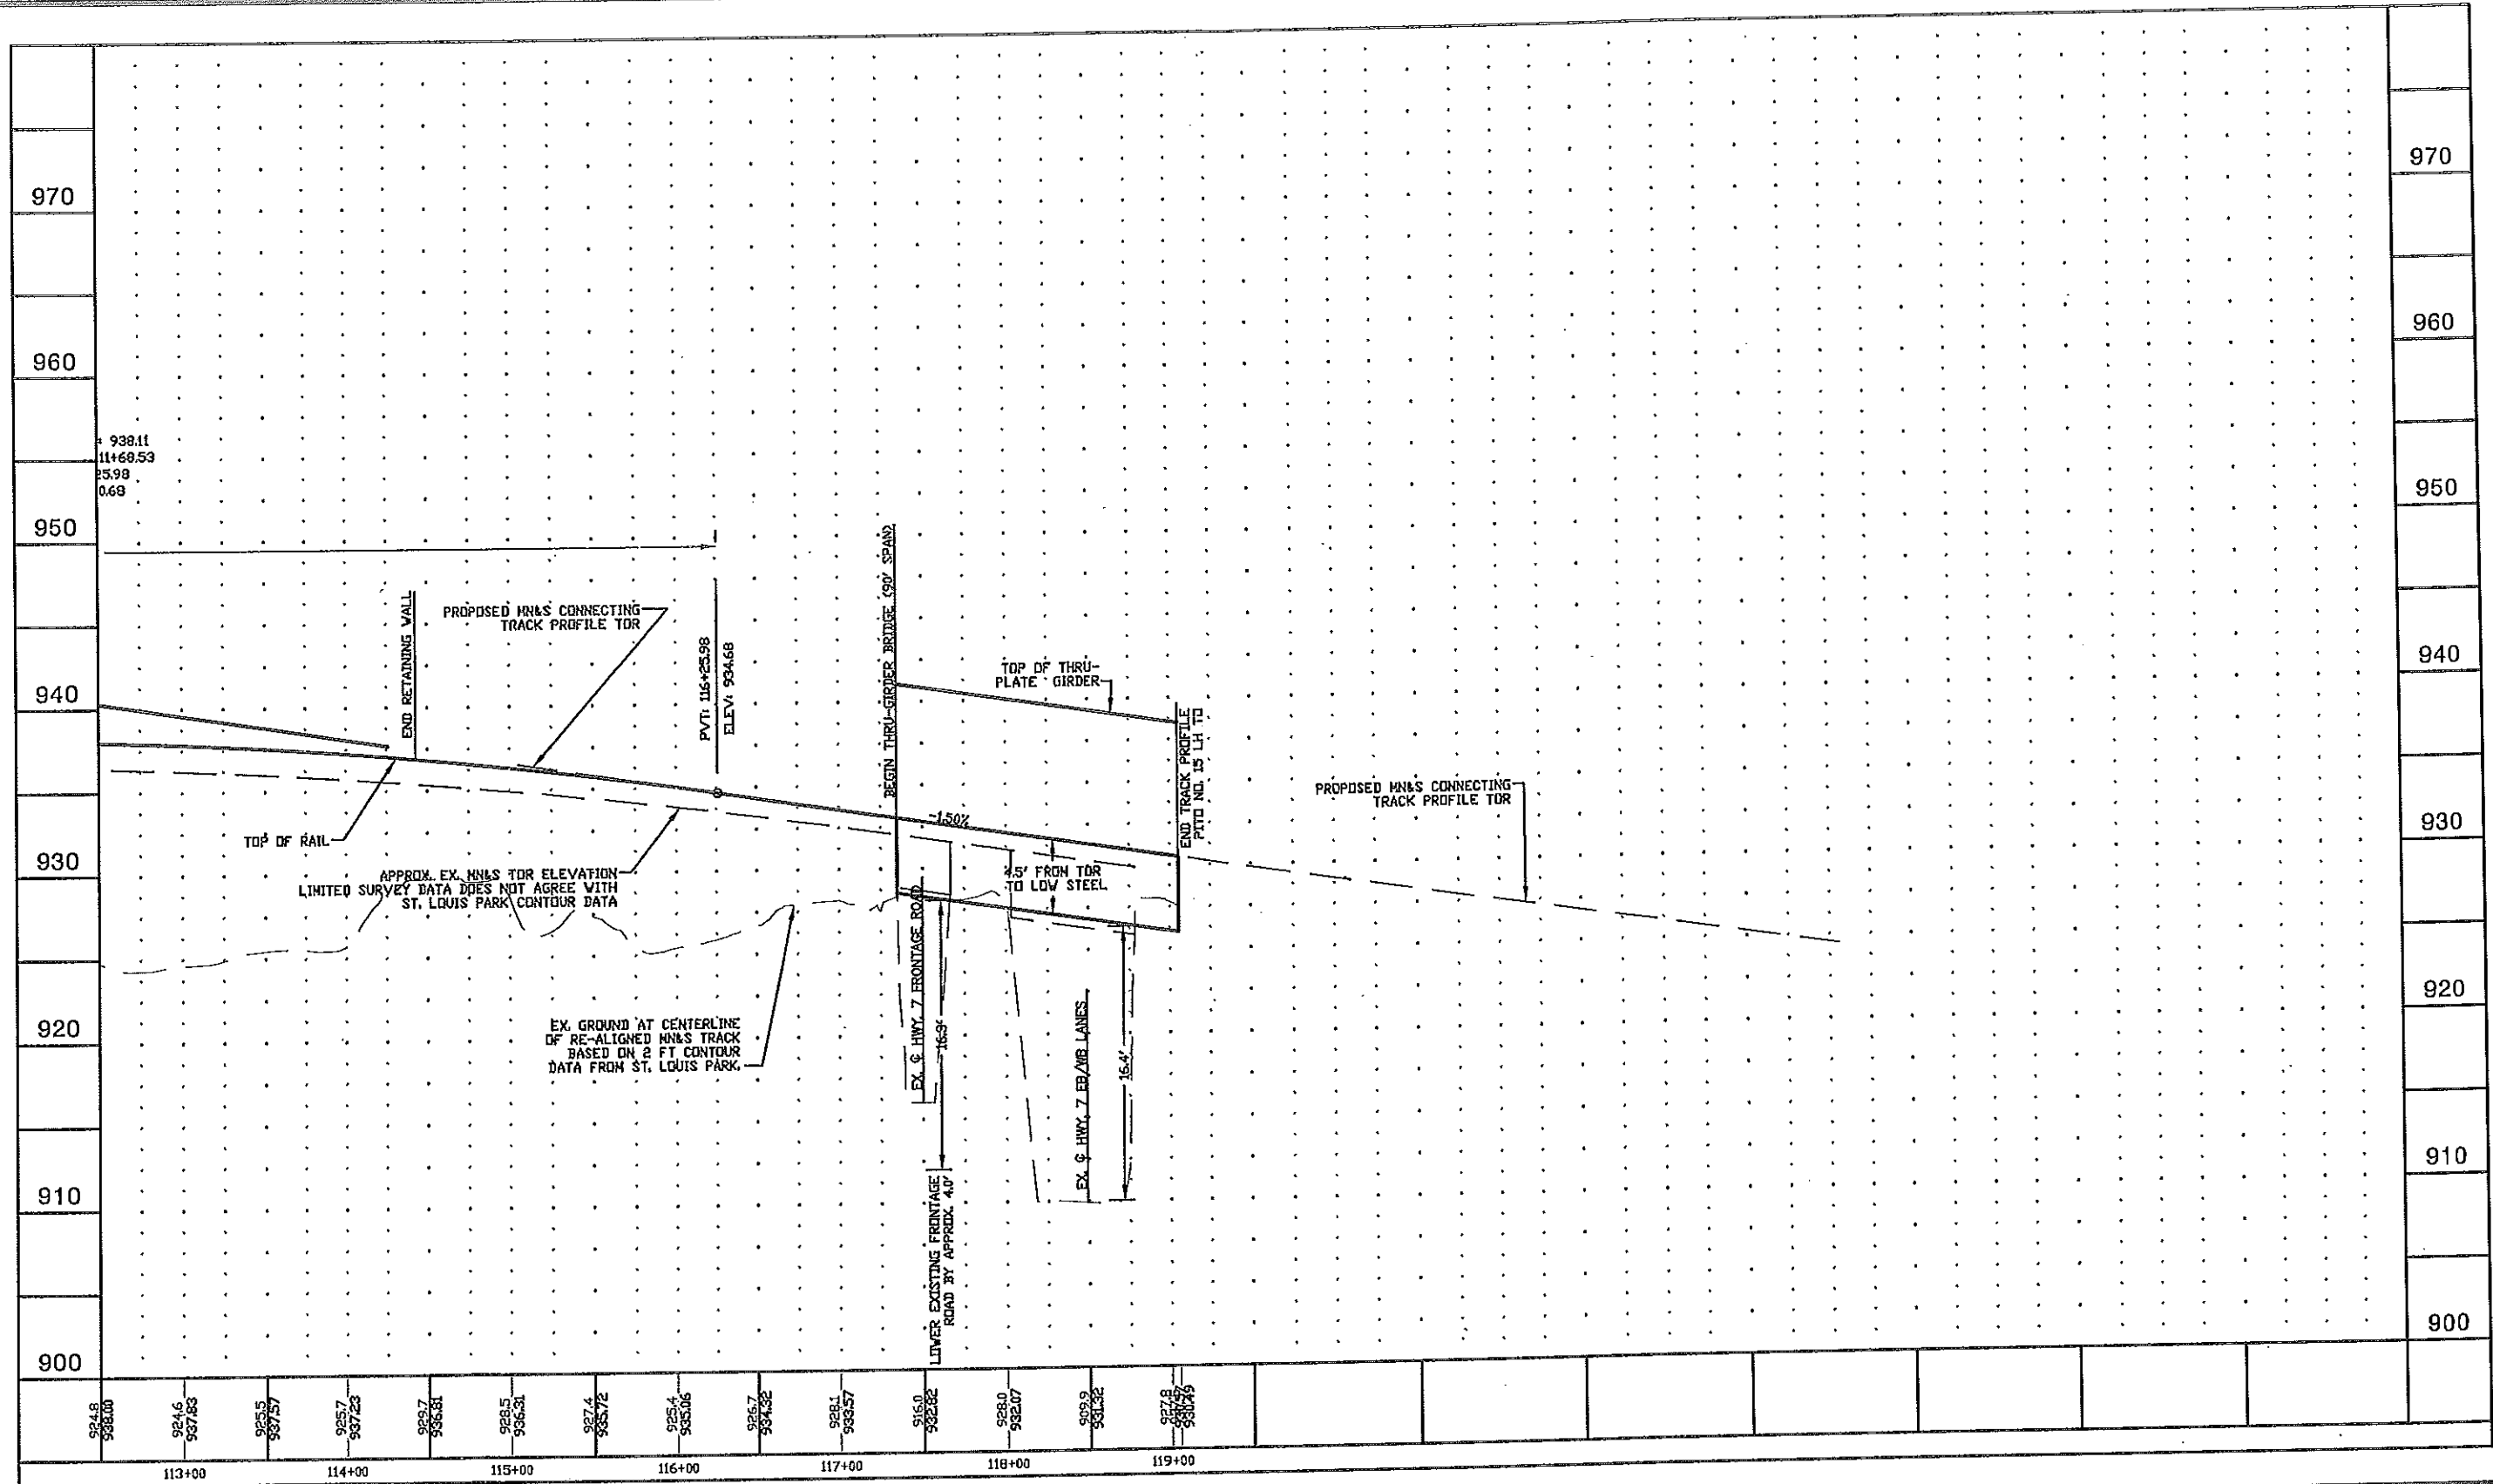 970
960
950
940
930
920
910
900
970
960
950
940
930
920
910
900
938.11
11+68.53
25.98
0.68
END RETAINING WALL
PROPOSED MN&S CONNECTING
TRACK PROFILE TOR
PVT: 116+25.98
ELEV: 934.68
BEGIN THRU-GIRDER BRIDGE (90' SPAN)
TOP OF THRU-
PLATE GIRDER
END TRACK PROFILE
PITO NO. 15 LH TO
PROPOSED MN&S CONNECTING
TRACK PROFILE TOR
-1.50%
TOP OF RAIL
APPROX. EX. MN&S TOR ELEVATION
LIMITED SURVEY DATA DOES NOT AGREE WITH
ST. LOUIS PARK CONTOUR DATA
4.5' FROM TOR
TO LOW STEEL
EX. GROUND AT CENTERLINE
OF RE-ALIGNED MN&S TRACK
BASED ON 2 FT CONTOUR
DATA FROM ST. LOUIS PARK.
EX. ℄ HWY. 7 FRONTAGE ROAD
16.3'
EX. ℄ HWY. 7 EB/WB LANES
16.4'
LOWER EXISTING FRONTAGE
ROAD BY APPROX. 4.0'
924.8
938.00
924.6
937.83
925.5
937.57
925.7
937.23
929.7
936.81
928.5
936.31
927.4
935.72
925.4
935.06
926.7
934.32
928.1
933.57
916.0
932.82
928.0
932.07
909.9
931.32
927.8
930.49
113+00
114+00
115+00
116+00
117+00
118+00
119+00